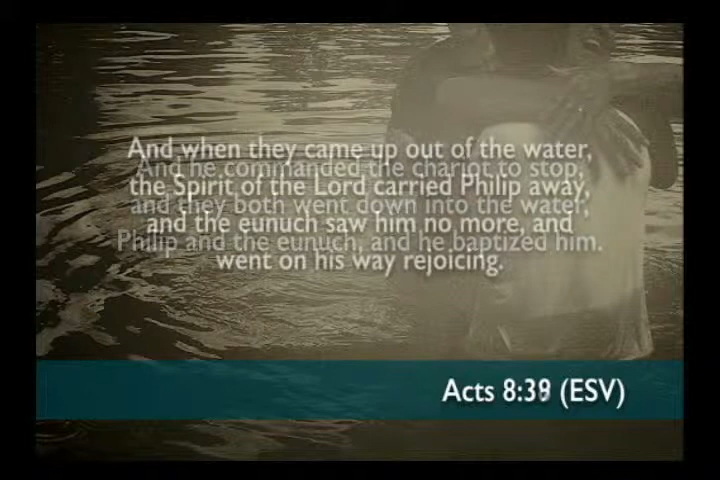 And when they came up out of the water,
And he commanded the chariot to stop,
the Spirit of the Lord carried Philip away,
and they both went down into the water,
and the eunuch saw him no more, and
Philip and the eunuch, and he baptized him.
went on his way rejoicing.
Acts 8:39 (ESV)